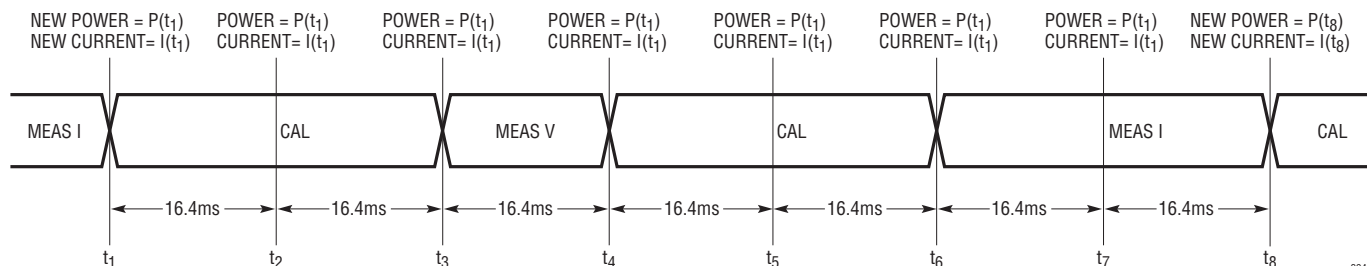 NEW POWER = P(t1)
NEW CURRENT= I(t1)
POWER = P(t1)
CURRENT= I(t1)
POWER = P(t1)
CURRENT= I(t1)
POWER = P(t1)
CURRENT= I(t1)
POWER = P(t1)
CURRENT= I(t1)
POWER = P(t1)
CURRENT= I(t1)
POWER = P(t1)
CURRENT= I(t1)
NEW POWER = P(t8)
NEW CURRENT= I(t8)
MEAS I
CAL
MEAS V
CAL
MEAS I
CAL
16.4ms
16.4ms
16.4ms
16.4ms
16.4ms
16.4ms
16.4ms
t1
t2
t3
t4
t5
t6
t7
t8